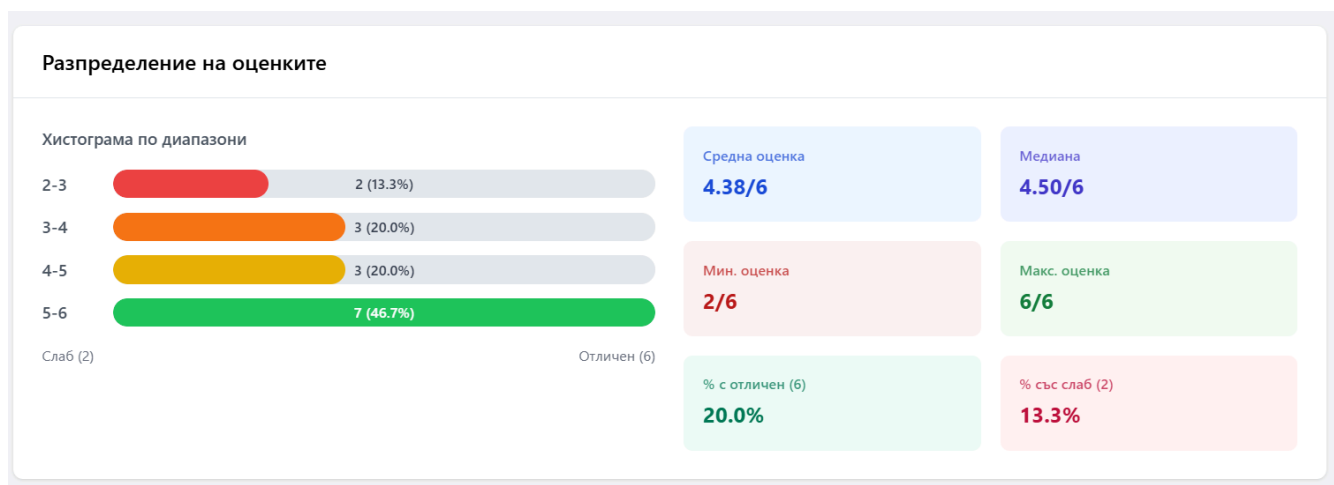 Разпределение на оценките
Хистограма по диапазони
2-3 2 (13.3%)
3-4 3 (20.0%)
4-5 3 (20.0%)
5-6 7 (46.7%)
Слаб (2) Отличен (6)
Средна оценка
4.38/6
Медиана
4.50/6
Мин. оценка
2/6
Макс. оценка
6/6
% с отличен (6)
20.0%
% със слаб (2)
13.3%